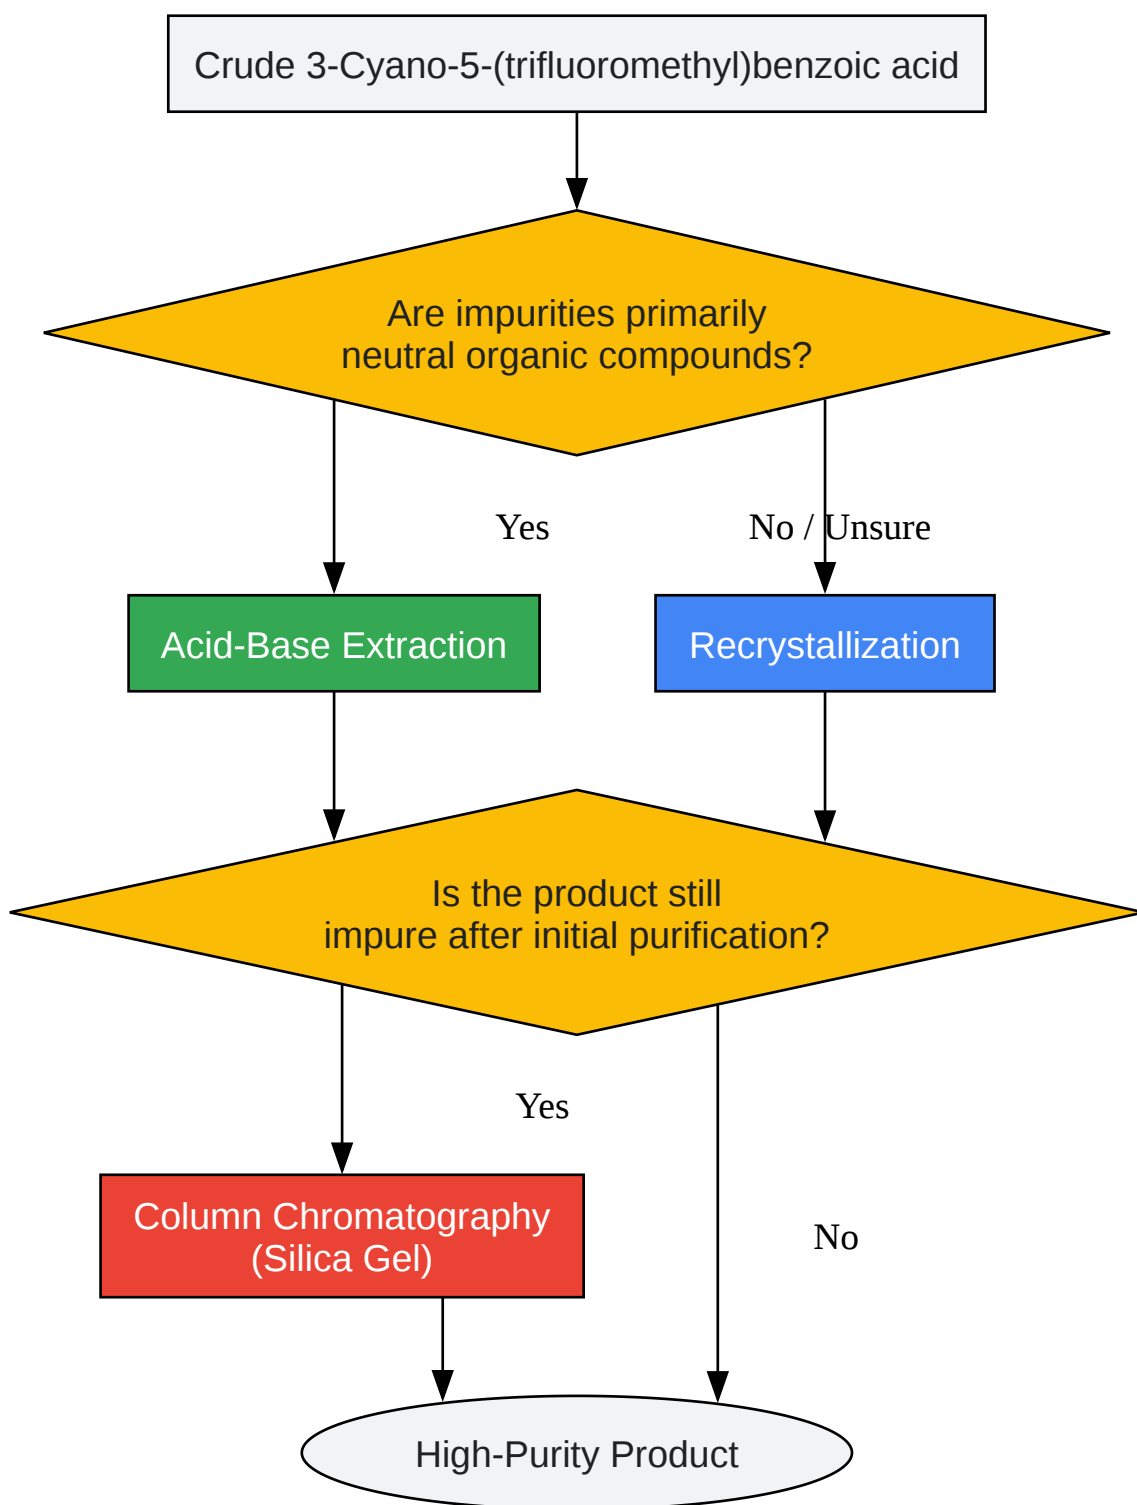 Crude 3-Cyano-5-(trifluoromethyl)benzoic acid
Are impurities primarily
neutral organic compounds?
Yes
No / Unsure
Acid-Base Extraction
Recrystallization
Is the product still
impure after initial purification?
Yes
Column Chromatography
(Silica Gel)
No
High-Purity Product